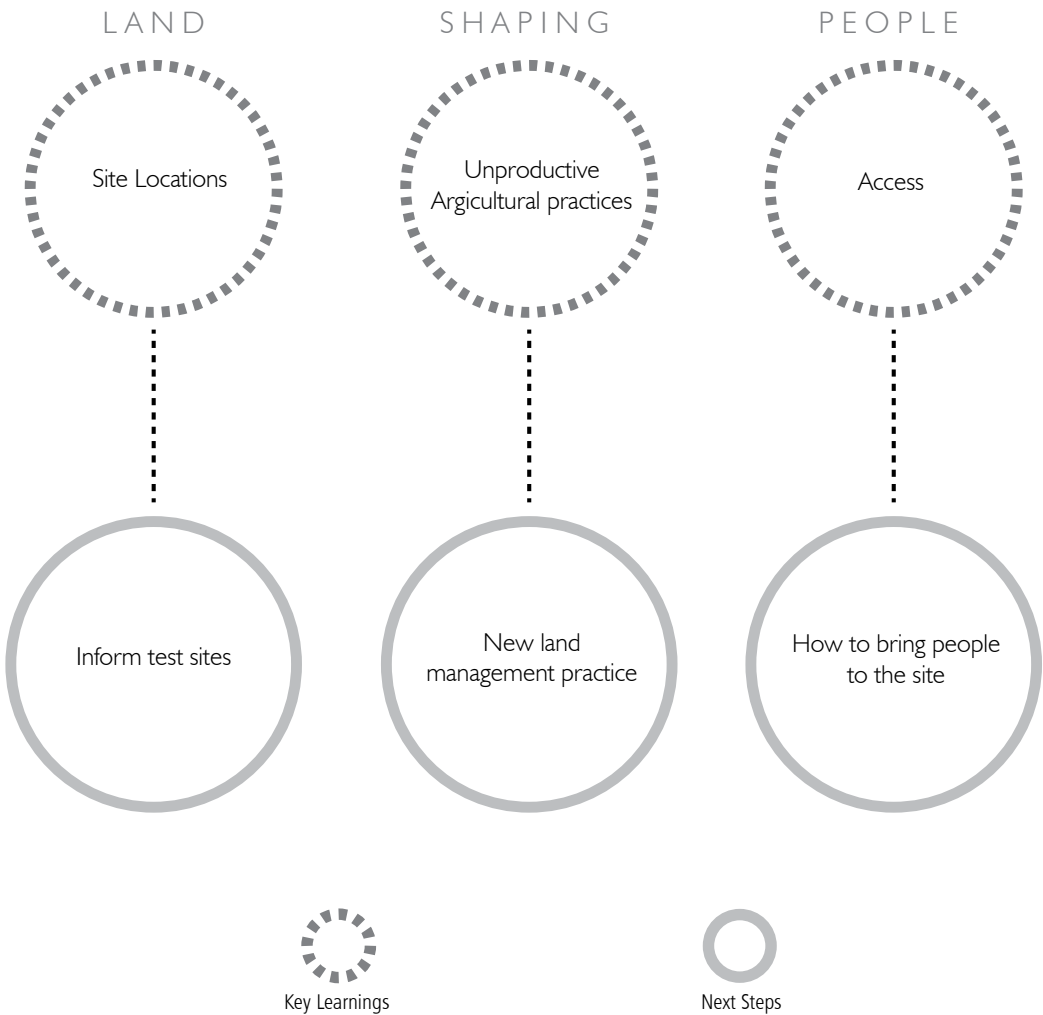 LAND
SHAPING
PEOPLE
Site Locations
Unproductive
Argicultural practices
Access
Inform test sites
New land
management practice
How to bring people
to the site
Key Learnings
Next Steps